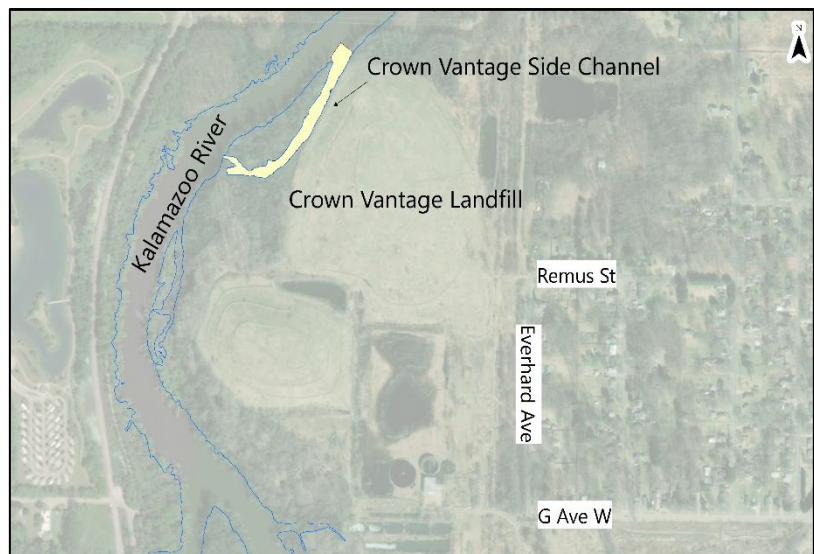 Crown Vantage Side Channel
Kalamazoo River
Crown Vantage Landfill
Remus St
Everhard Ave
G Ave W